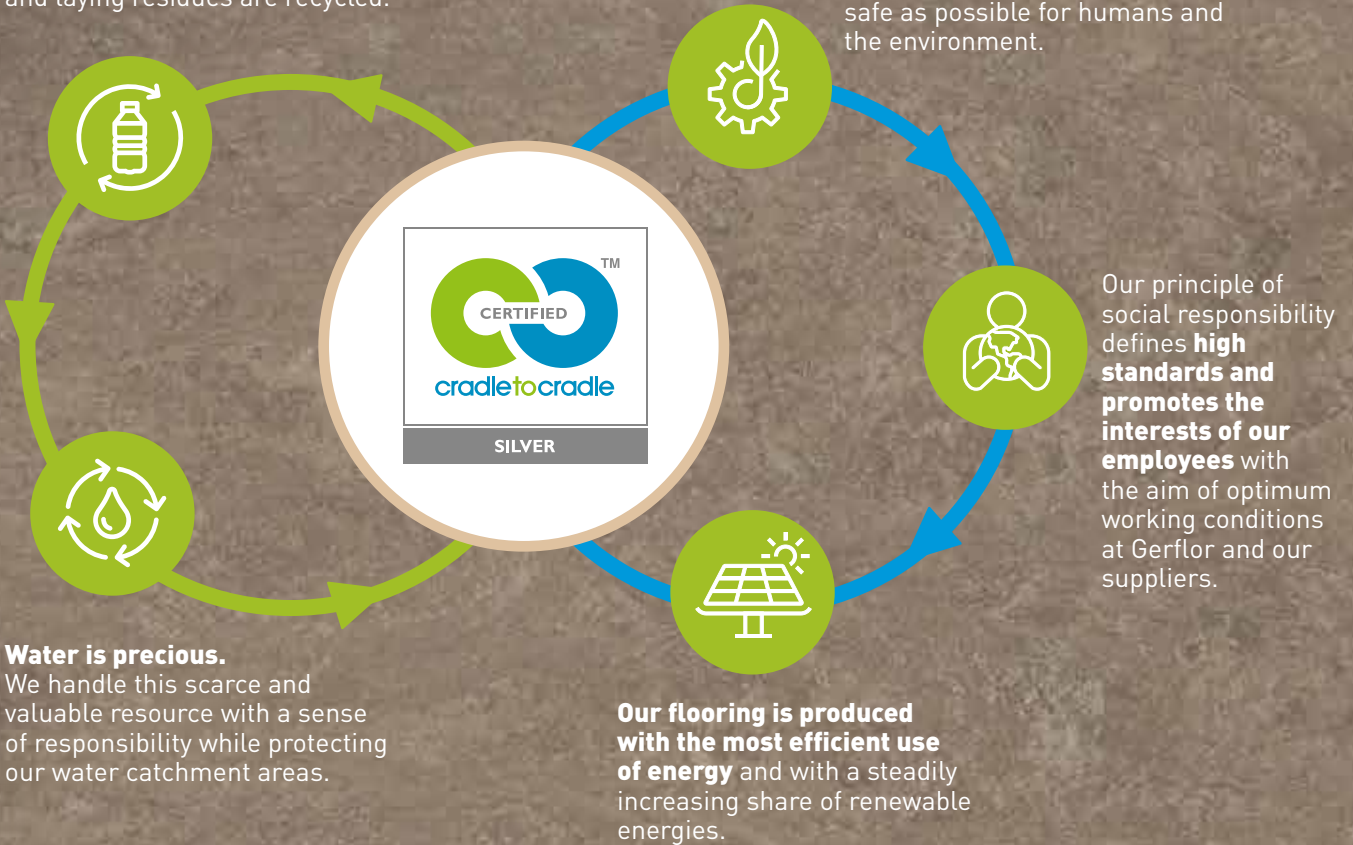 and laying residues are recycled.
safe as possible for humans and
the environment.
TM
CERTIFIED
cradletocradle
SILVER
Our principle of
social responsibility
defines high
standards and
promotes the
interests of our
employees with
the aim of optimum
working conditions
at Gerflor and our
suppliers.
Water is precious.
We handle this scarce and
valuable resource with a sense
of responsibility while protecting
our water catchment areas.
Our flooring is produced
with the most efficient use
of energy and with a steadily
increasing share of renewable
energies.